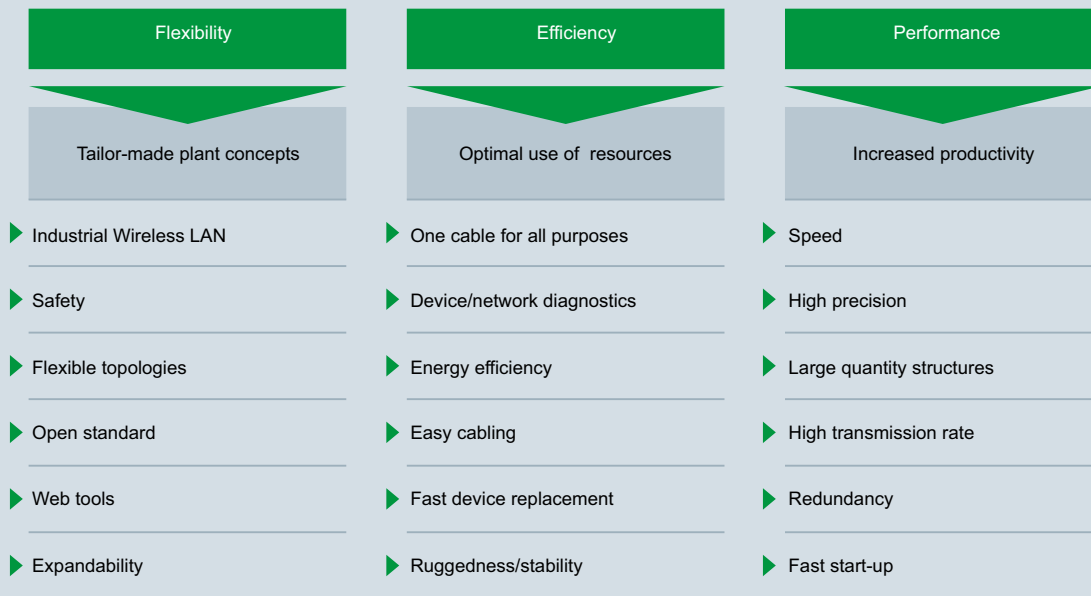 Flexibility
Efficiency
Performance
Tailor-made plant concepts
Optimal use of resources
Increased productivity
Industrial Wireless LAN
One cable for all purposes
Speed
Safety
Device/network diagnostics
High precision
Flexible topologies
Energy efficiency
Large quantity structures
Open standard
Easy cabling
High transmission rate
Web tools
Fast device replacement
Redundancy
Expandability
Ruggedness/stability
Fast start-up